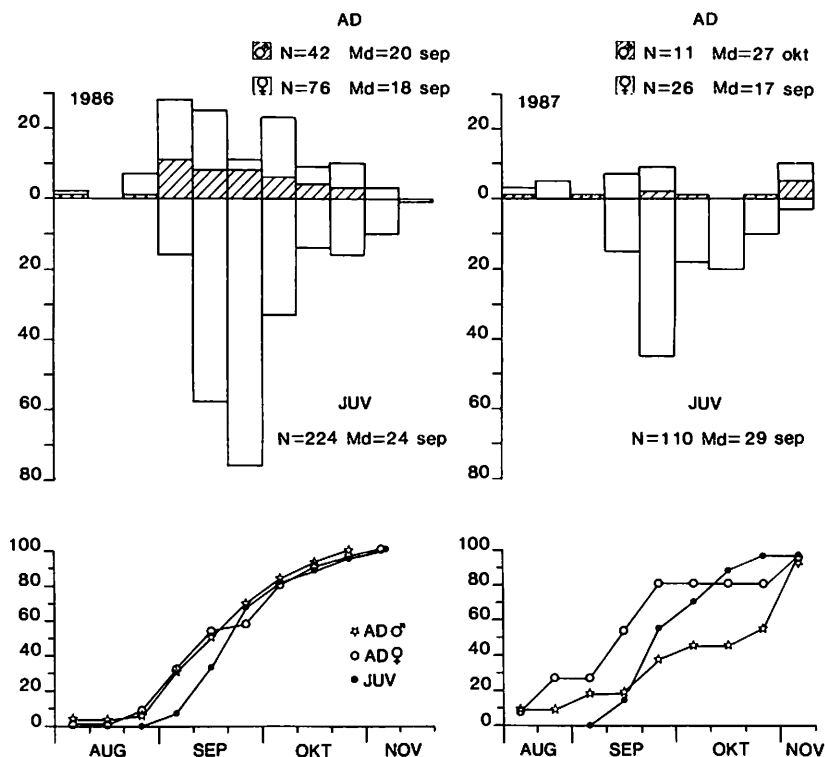 AD
♂ N=42 Md=20 sep
♀ N=76 Md=18 sep
1986
20
0
20
40
60
80
JUV
N=224 Md=24 sep
AD
♂ N=11 Md=27 okt
♀ N=26 Md=17 sep
1987
20
0
20
40
60
80
JUV
N=110 Md=29 sep
100
80
60
40
20
0
AD ♂
AD ♀
JUV
AUG SEP OKT NOV
100
80
60
40
20
0
AUG SEP OKT NOV